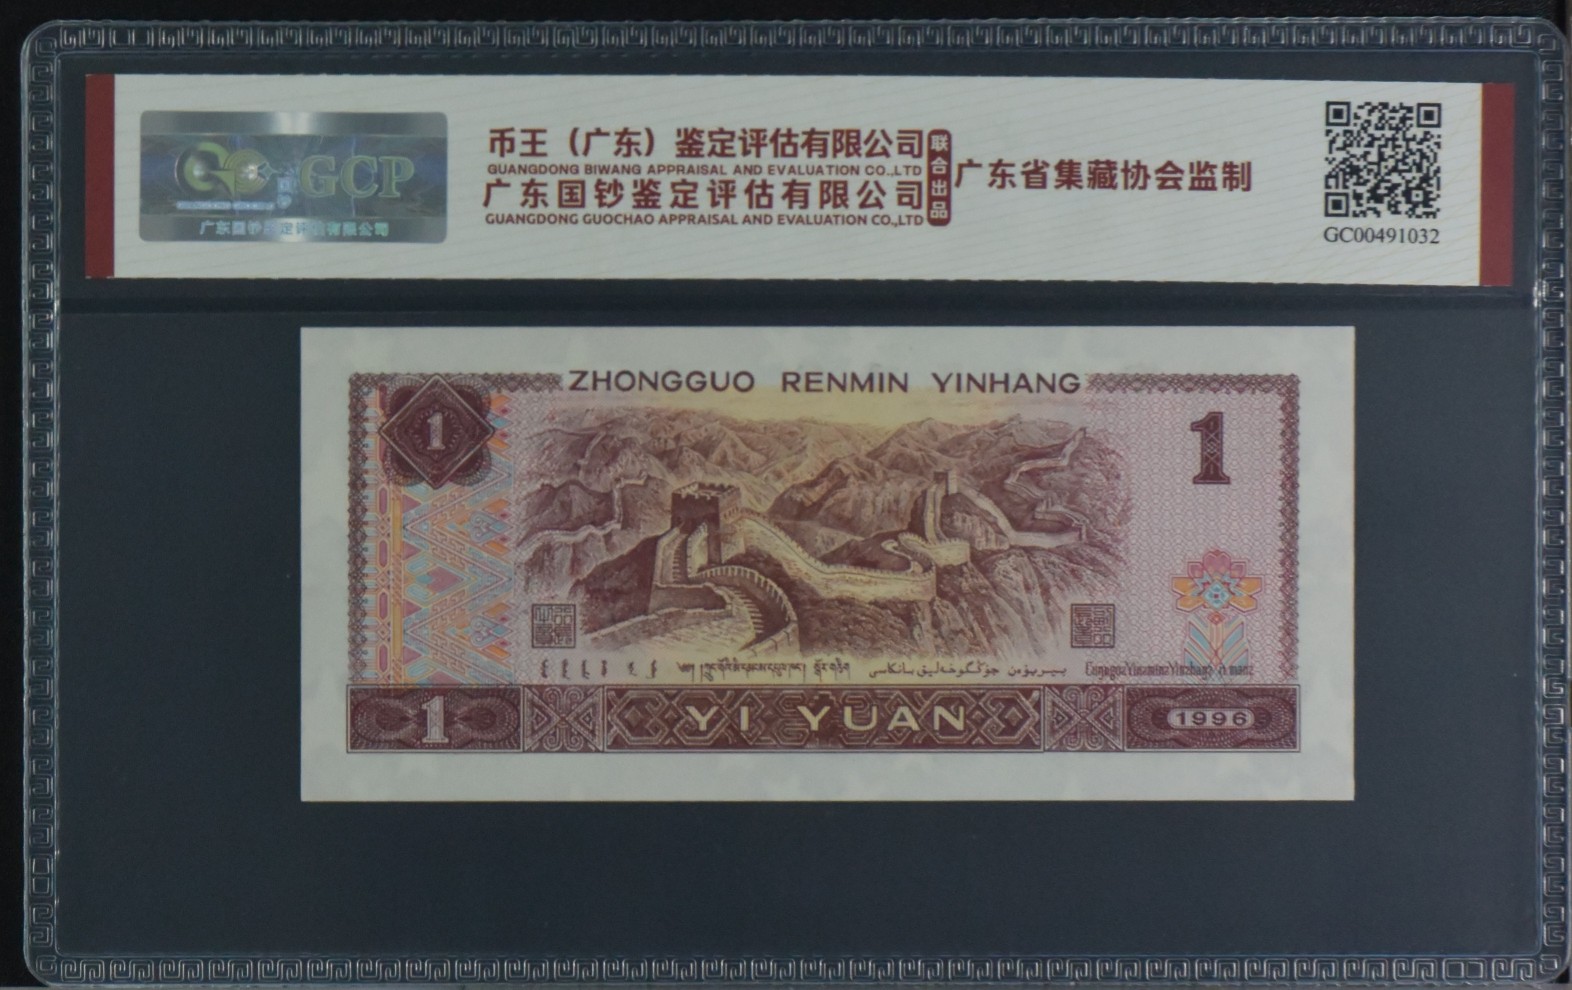 GCP
广东国钞鉴定评估有限公司
币王（广东）鉴定评估有限公司
GUANGDONG BIWANG APPRAISAL AND EVALUATION CO.,LTD
广东国钞鉴定评估有限公司
GUANGDONG GUOCHAO APPRAISAL AND EVALUATION CO.,LTD
联合出品
广东省集藏协会监制
GC00491032
ZHONGGUO RENMIN YINHANG
1
1
1
YI YUAN
1996